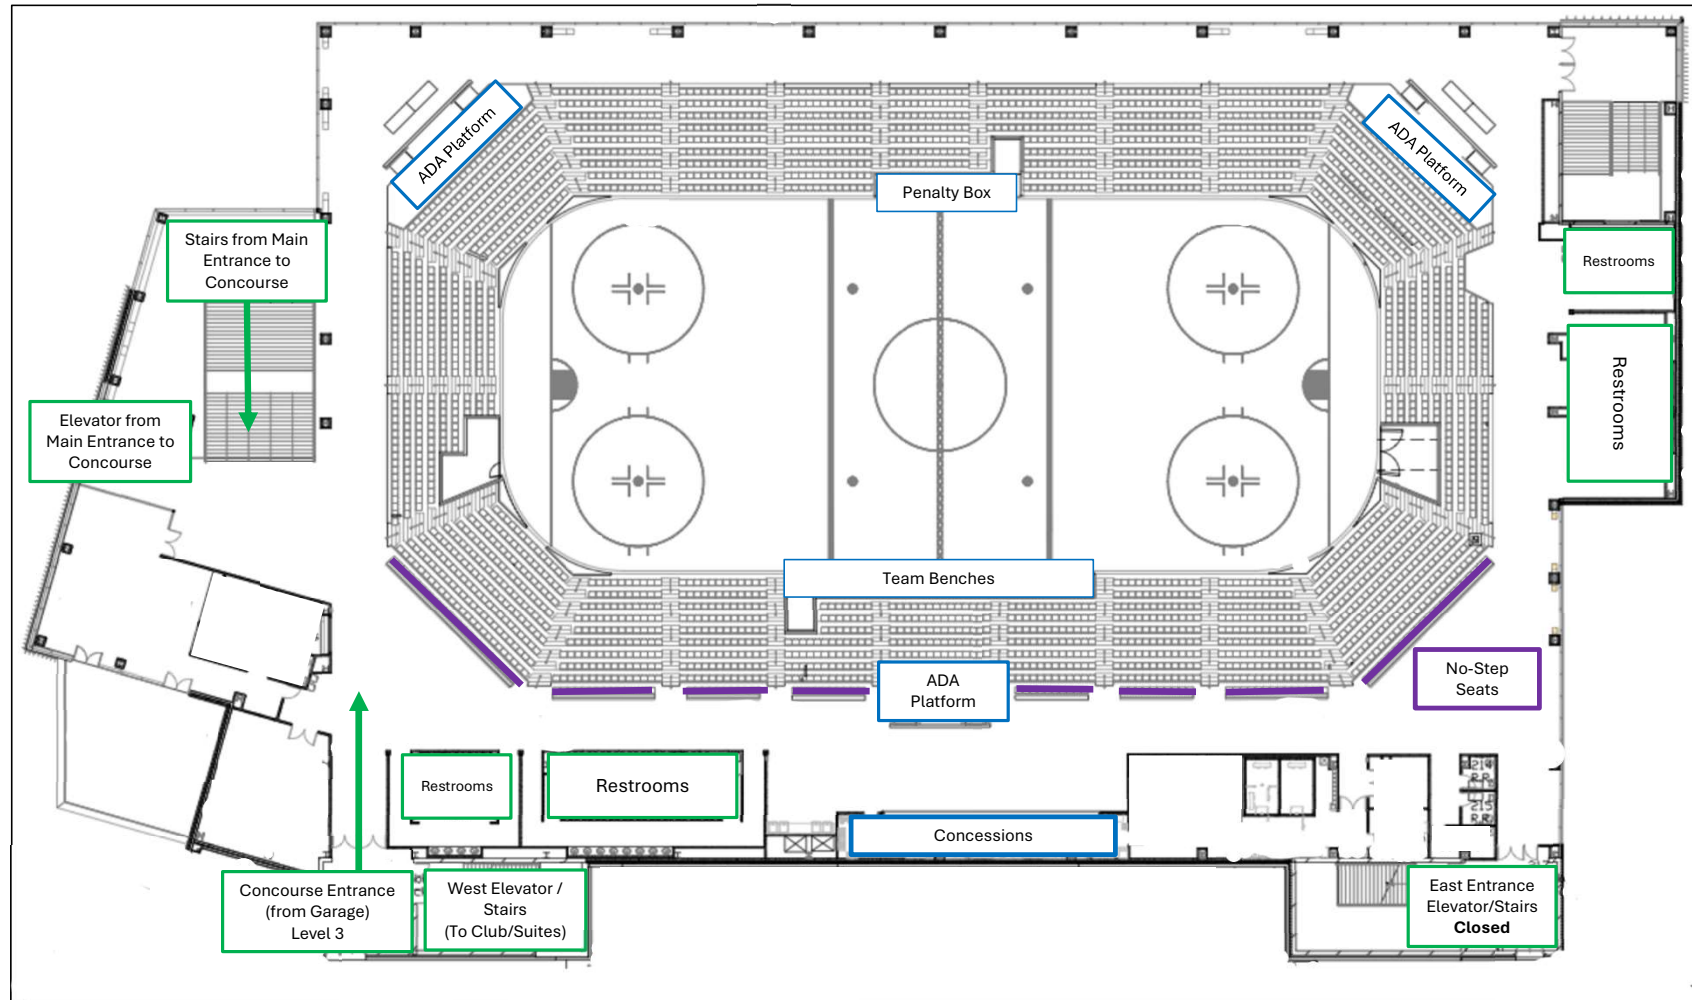 ADA Platform
ADA Platform
Penalty Box
Stairs from Main
Entrance to
Concourse
Restrooms
Restrooms
Elevator from
Main Entrance to
Concourse
Team Benches
No-Step
Seats
ADA
Platform
Restrooms
Restrooms
Concessions
214
R.R.
215
Concourse Entrance
(from Garage)
Level 3
West Elevator /
Stairs
(To Club/Suites)
East Entrance
Elevator/Stairs
Closed